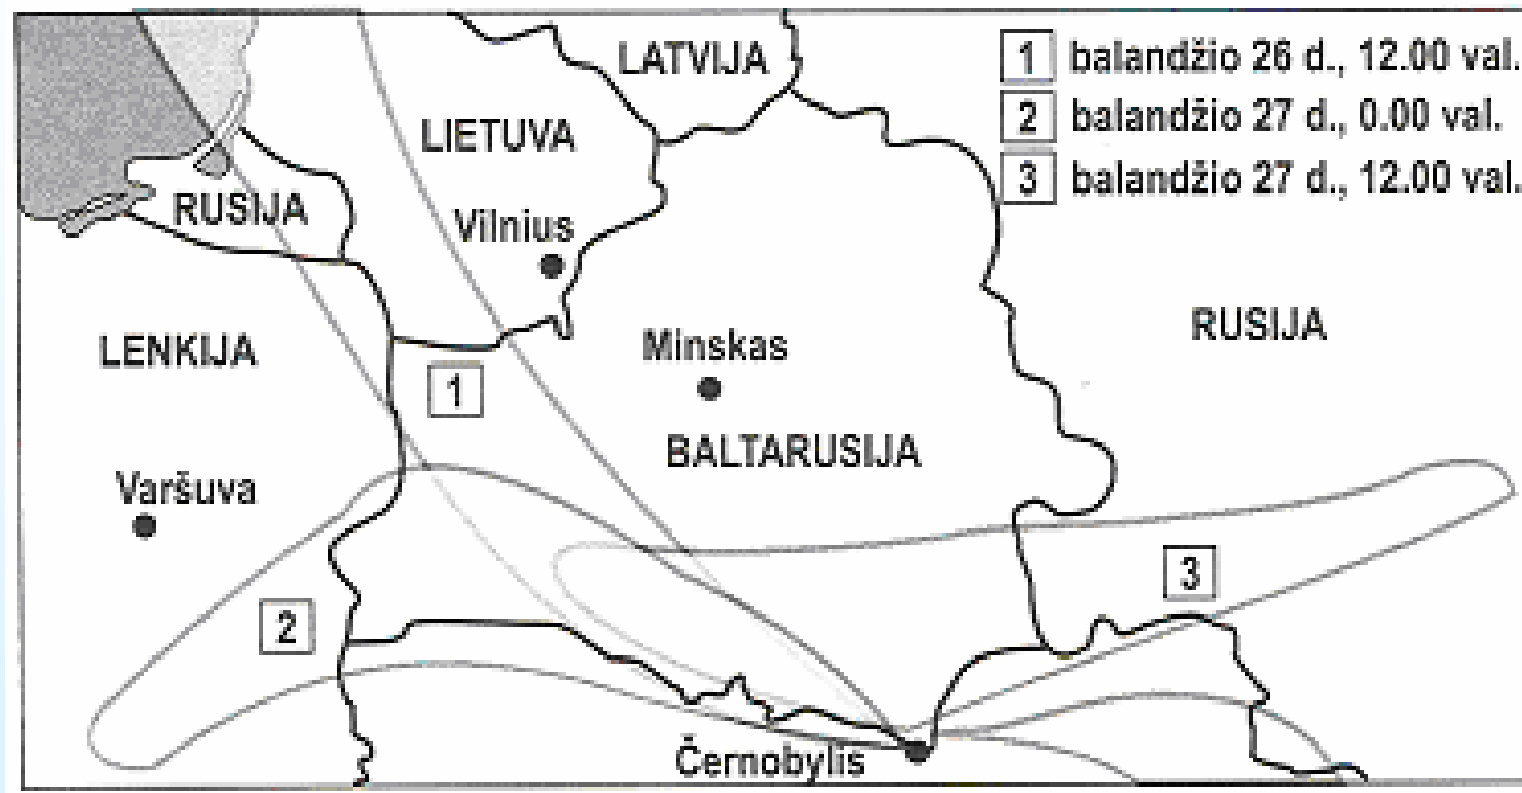 LATVIJA
1 balandžio 26 d., 12.00 val.
2 balandžio 27 d., 0.00 val.
3 balandžio 27 d., 12.00 val.
LIETUVA
RUSIJA
Vilnius
LENKIJA
Minskas
RUSIJA
1
BALTARUSIJA
Varšuva
3
2
Černobylis